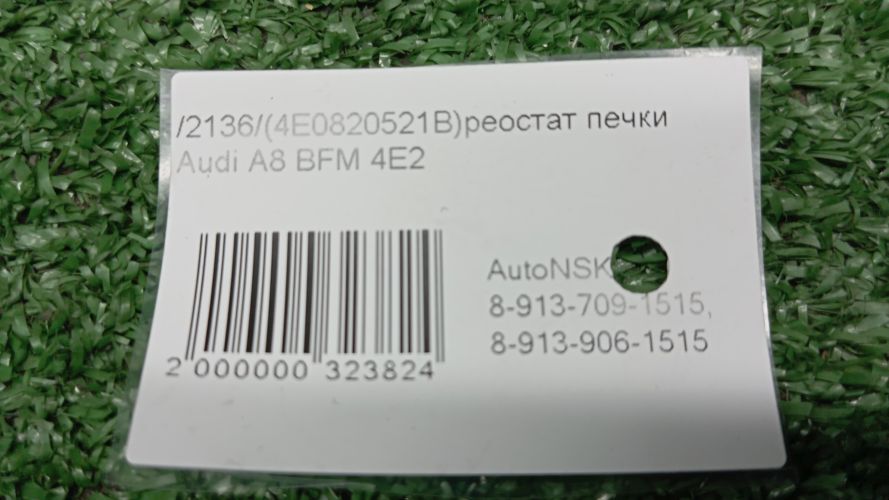 /2136/(4E0820521B)реостат печки
Audi A8 BFM 4E2
AutoNSK
8-913-709-1515,
8-913-906-1515
2 000000 323824